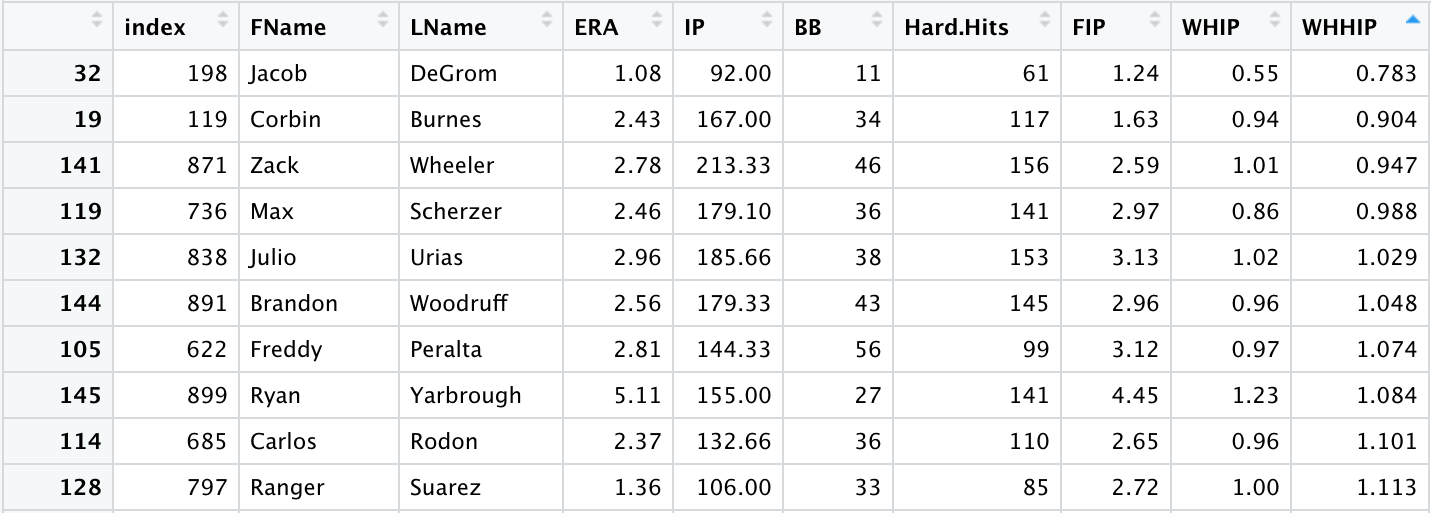 index FName LName ERA IP BB Hard.Hits FIP WHIP WHHIP
32 198 Jacob DeGrom 1.08 92.00 11 61 1.24 0.55 0.783
19 119 Corbin Burnes 2.43 167.00 34 117 1.63 0.94 0.904
141 871 Zack Wheeler 2.78 213.33 46 156 2.59 1.01 0.947
119 736 Max Scherzer 2.46 179.10 36 141 2.97 0.86 0.988
132 838 Julio Urias 2.96 185.66 38 153 3.13 1.02 1.029
144 891 Brandon Woodruff 2.56 179.33 43 145 2.96 0.96 1.048
105 622 Freddy Peralta 2.81 144.33 56 99 3.12 0.97 1.074
145 899 Ryan Yarbrough 5.11 155.00 27 141 4.45 1.23 1.084
114 685 Carlos Rodon 2.37 132.66 36 110 2.65 0.96 1.101
128 797 Ranger Suarez 1.36 106.00 33 85 2.72 1.00 1.113